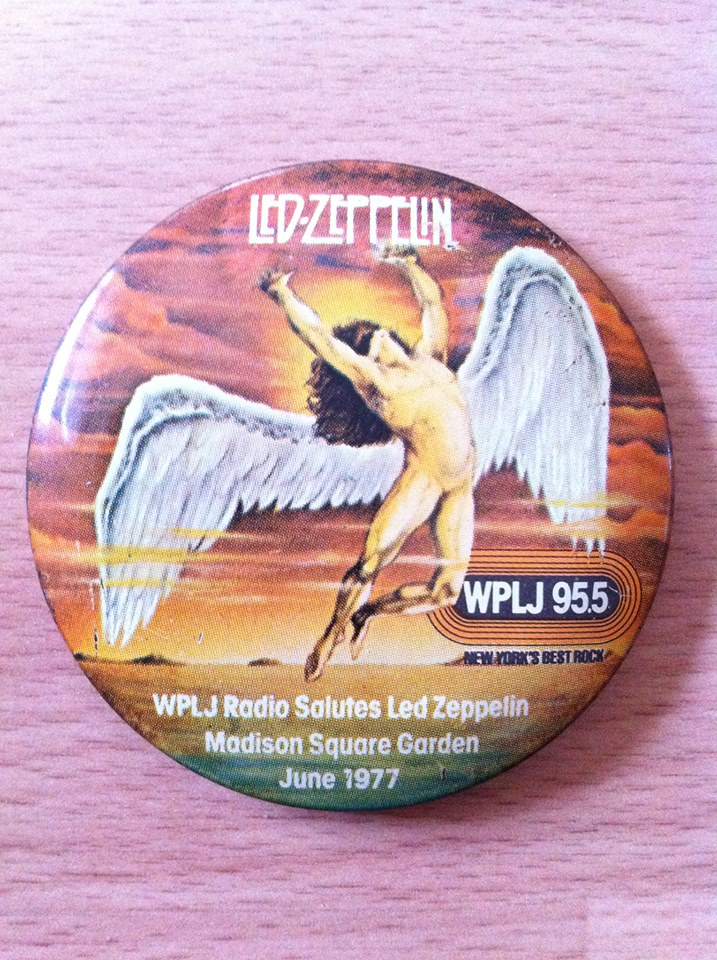 LED-ZEPPELIN
WPLJ 95.5
NEW YORK'S BEST ROCK
WPLJ Radio Salutes Led Zeppelin
Madison Square Garden
June 1977